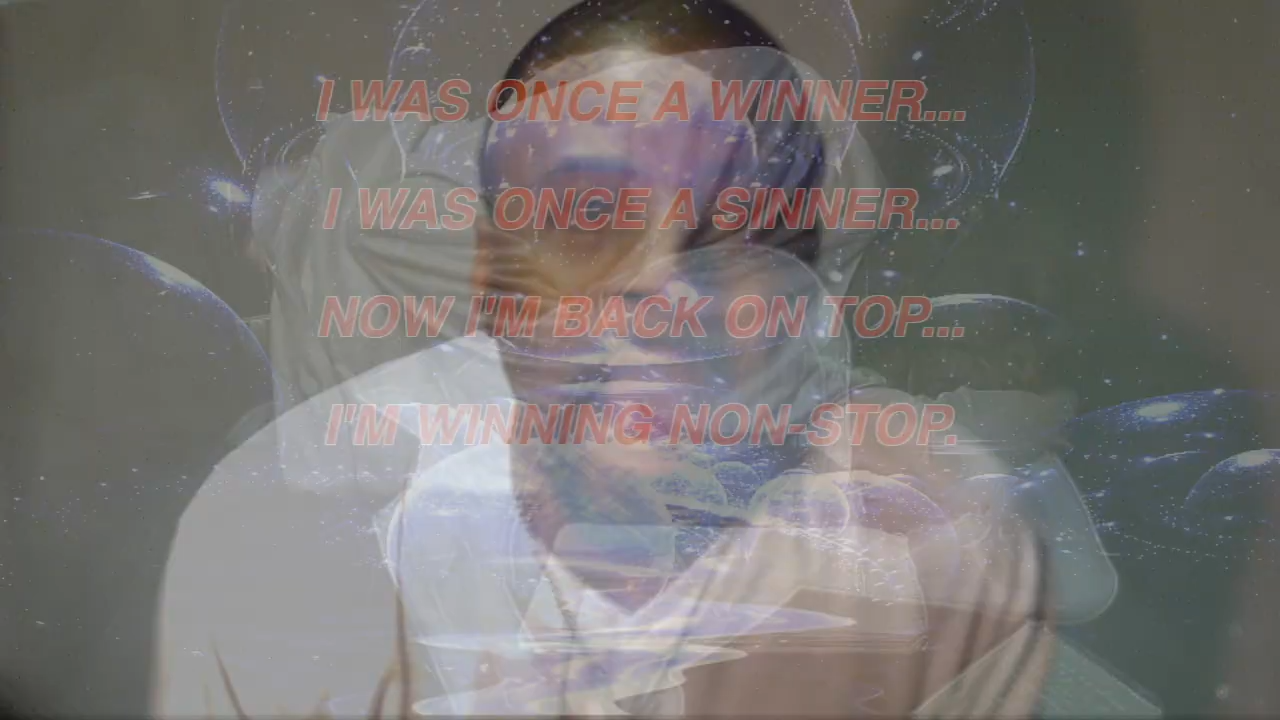 I WAS ONCE A WINNER...
I WAS ONCE A SINNER...
NOW I'M BACK ON TOP...
I'M WINNING NON-STOP.